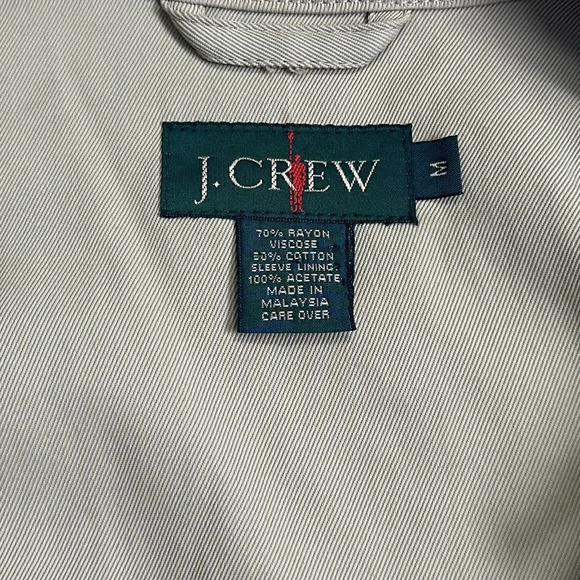 J.CREW
M
70% RAYON
VISCOSE
30% COTTON
SLEEVE LINING:
100% ACETATE
MADE IN
MALAYSIA
CARE OVER